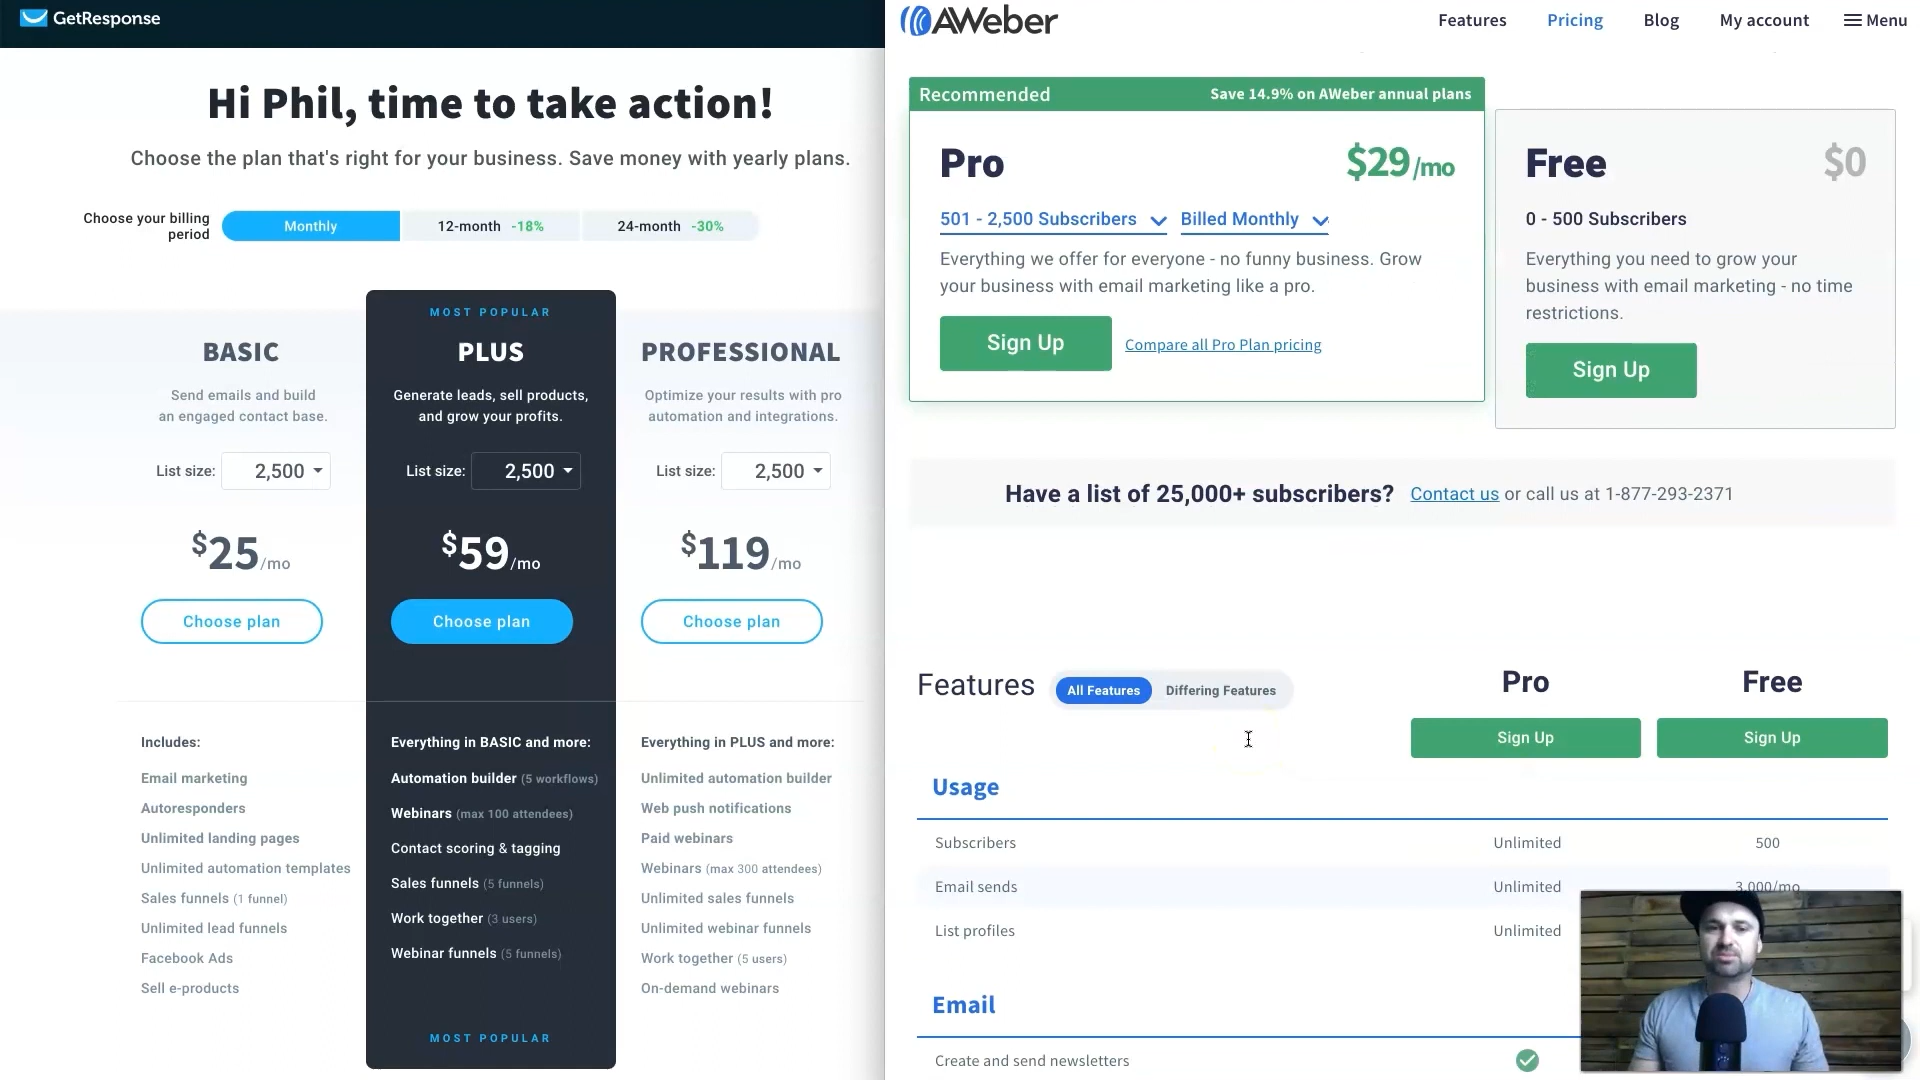 GetResponse
Hi Phil, time to take action!
Choose the plan that's right for your business. Save money with yearly plans.
Choose your billing
period
Monthly
12-month -18%
24-month -30%
BASIC
Send emails and build
an engaged contact base.
List size: 2,500
$25/mo
Choose plan
Includes:
Email marketing
Autoresponders
Unlimited landing pages
Unlimited automation templates
Sales funnels (1 funnel)
Unlimited lead funnels
Facebook Ads
Sell e-products
MOST POPULAR
PLUS
Generate leads, sell products,
and grow your profits.
List size: 2,500
$59/mo
Choose plan
Everything in BASIC and more:
Automation builder (5 workflows)
Webinars (max 100 attendees)
Contact scoring & tagging
Sales funnels (5 funnels)
Work together (3 users)
Webinar funnels (5 funnels)
MOST POPULAR
PROFESSIONAL
Optimize your results with pro
automation and integrations.
List size: 2,500
$119/mo
Choose plan
Everything in PLUS and more:
Unlimited automation builder
Web push notifications
Paid webinars
Webinars (max 300 attendees)
Unlimited sales funnels
Unlimited webinar funnels
Work together (5 users)
On-demand webinars
AWeber
Features
Pricing
Blog
My account
Menu
Recommended
Save 14.9% on AWeber annual plans
Pro
$29/mo
501 - 2,500 Subscribers
Billed Monthly
Everything we offer for everyone - no funny business. Grow
your business with email marketing like a pro.
Sign Up
Compare all Pro Plan pricing
Free
$0
0 - 500 Subscribers
Everything you need to grow your
business with email marketing - no time
restrictions.
Sign Up
Have a list of 25,000+ subscribers? Contact us or call us at 1-877-293-2371
Features
All Features
Differing Features
Pro
Free
Sign Up
Sign Up
Usage
Subscribers Unlimited 500
Email sends Unlimited 3,000/mo
List profiles Unlimited
Email
Create and send newsletters